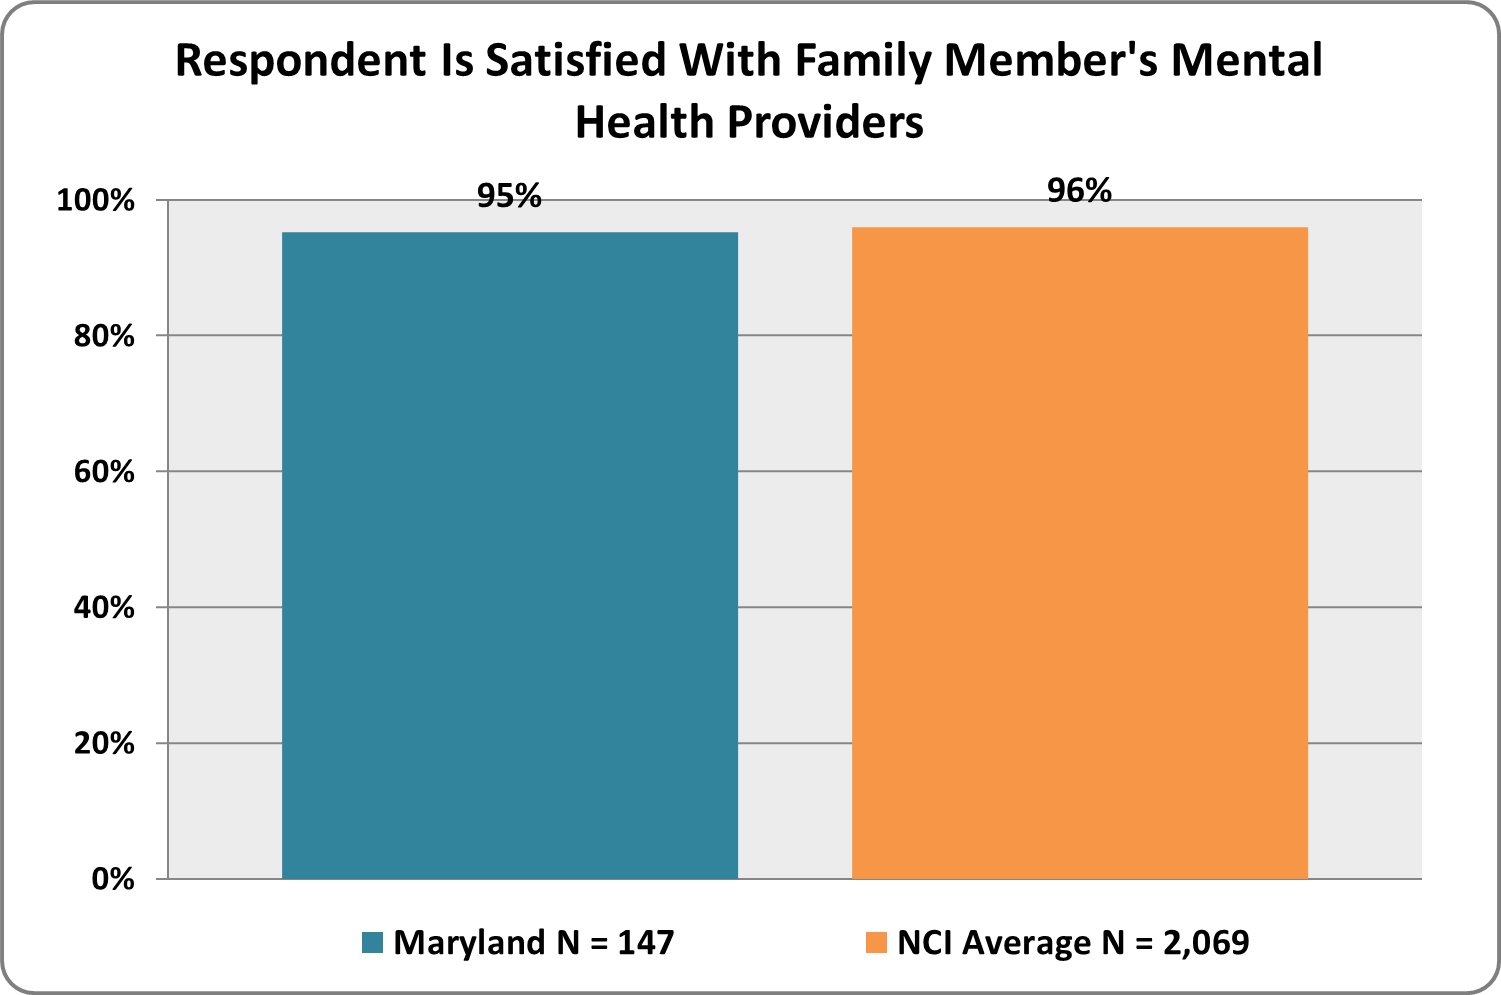 Respondent Is Satisfied With Family Member's Mental
Health Providers
95%
96%
100%
80%
60%
40%
20%
0%
Maryland N = 147
NCI Average N = 2,069